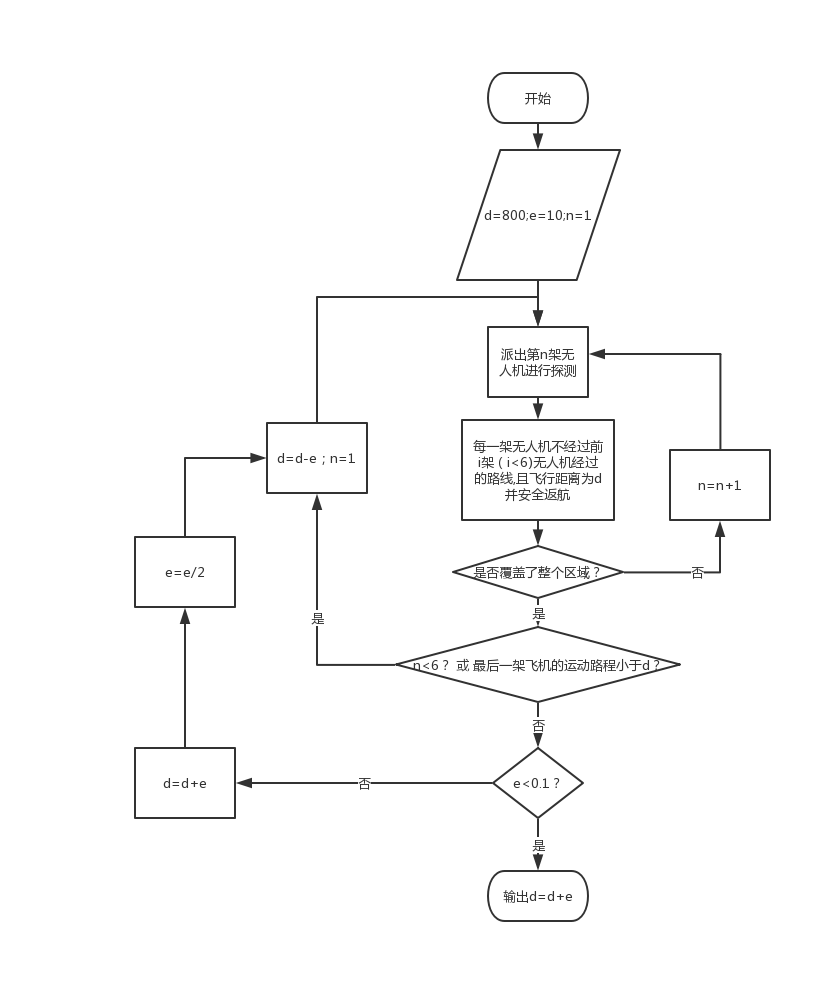 开始
d=800;e=10;n=1
派出第n架无
人机进行探测
每一架无人机不经过前
i架 ( i<6)无人机经过
的路线,且飞行距离为d
并安全返航
d=d-e ; n=1
n=n+1
e=e/2
是否覆盖了整个区域？
否
是
是
n<6？ 或 最后一架飞机的运动路程小于d？
否
d=d+e
否
e<0.1？
是
输出d=d+e